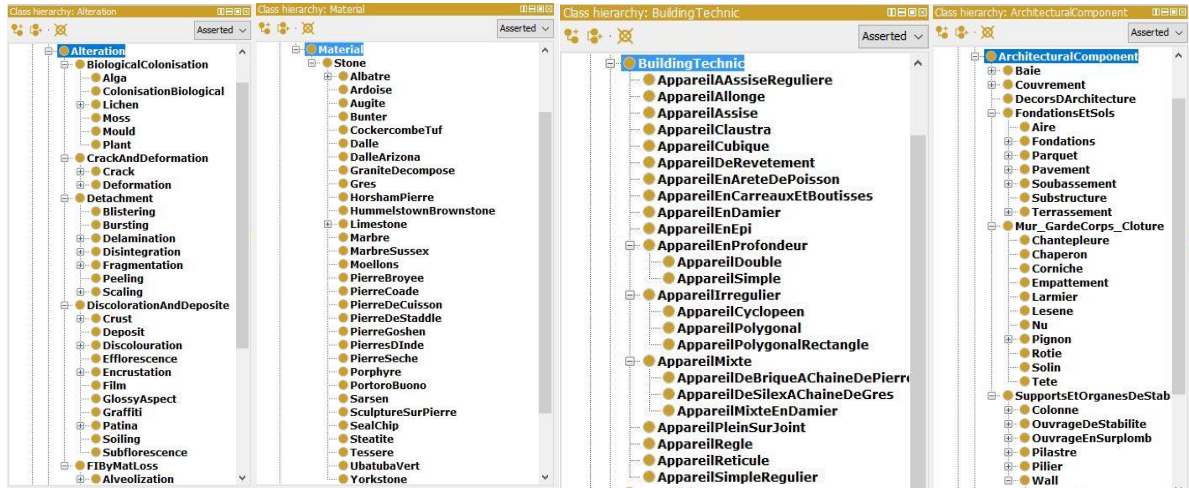 Class hierarchy: Alteration
Asserted
Alteration
BiologicalColonisation
Alga
ColonisationBiological
Lichen
Moss
Mould
Plant
CrackAndDeformation
Crack
Deformation
Detachment
Blistering
Bursting
Delamination
Disintegration
Fragmentation
Peeling
Scaling
DiscolorationAndDeposite
Crust
Deposit
Discolouration
Efflorescence
Encrustation
Film
GlossyAspect
Graffiti
Patina
Soiling
Subflorescence
FIByMatLoss
Alveolization
Class hierarchy: Material
Asserted
Material
Stone
Albatre
Ardoise
Augite
Bunter
CockercombeTuf
Dalle
DalleArizona
GraniteDecompose
Gres
HorshamPierre
HummelstownBrownstone
Limestone
Marbre
MarbreSussex
Moellons
PierreBroyee
PierreCoade
PierreDeCuisson
PierreDeStaddle
PierreGoshen
PierresDInde
PierreSeche
Porphyre
PortoroBuono
Sarsen
SculptureSurPierre
SealChip
Steatite
Tessere
UbatubaVert
Yorkstone
Class hierarchy: BuildingTechnic
Asserted
BuildingTechnic
AppareilAAssiseReguliere
AppareilAllonge
AppareilAssise
AppareilClaustra
AppareilCubique
AppareilDeRevetement
AppareilEnAreteDePoisson
AppareilEnCarreauxEtBoutisses
AppareilEnDamier
AppareilEnEpi
AppareilEnProfondeur
AppareilDouble
AppareilSimple
AppareilIrregulier
AppareilCyclopeen
AppareilPolygonal
AppareilPolygonalRectangle
AppareilMixte
AppareilDeBriqueAChaineDePierre
AppareilDeSilexAChaineDeGres
AppareilMixteEnDamier
AppareilPleinSurJoint
AppareilRegle
AppareilReticule
AppareilSimpleRegulier
Class hierarchy: ArchitecturalComponent
Asserted
ArchitecturalComponent
Baie
Couvrement
DecorsDArchitecture
FondationsEtSols
Aire
Fondations
Parquet
Pavement
Soubassement
Substructure
Terrassement
Mur_GardeCorps_Cloture
Chantepleure
Chaperon
Corniche
Empattement
Larmier
Lesene
Nu
Pignon
Rotie
Solin
Tete
SupportsEtOrganesDeStab
Colonne
OuvrageDeStabilite
OuvrageEnSurplomb
Pilastre
Pilier
Wall